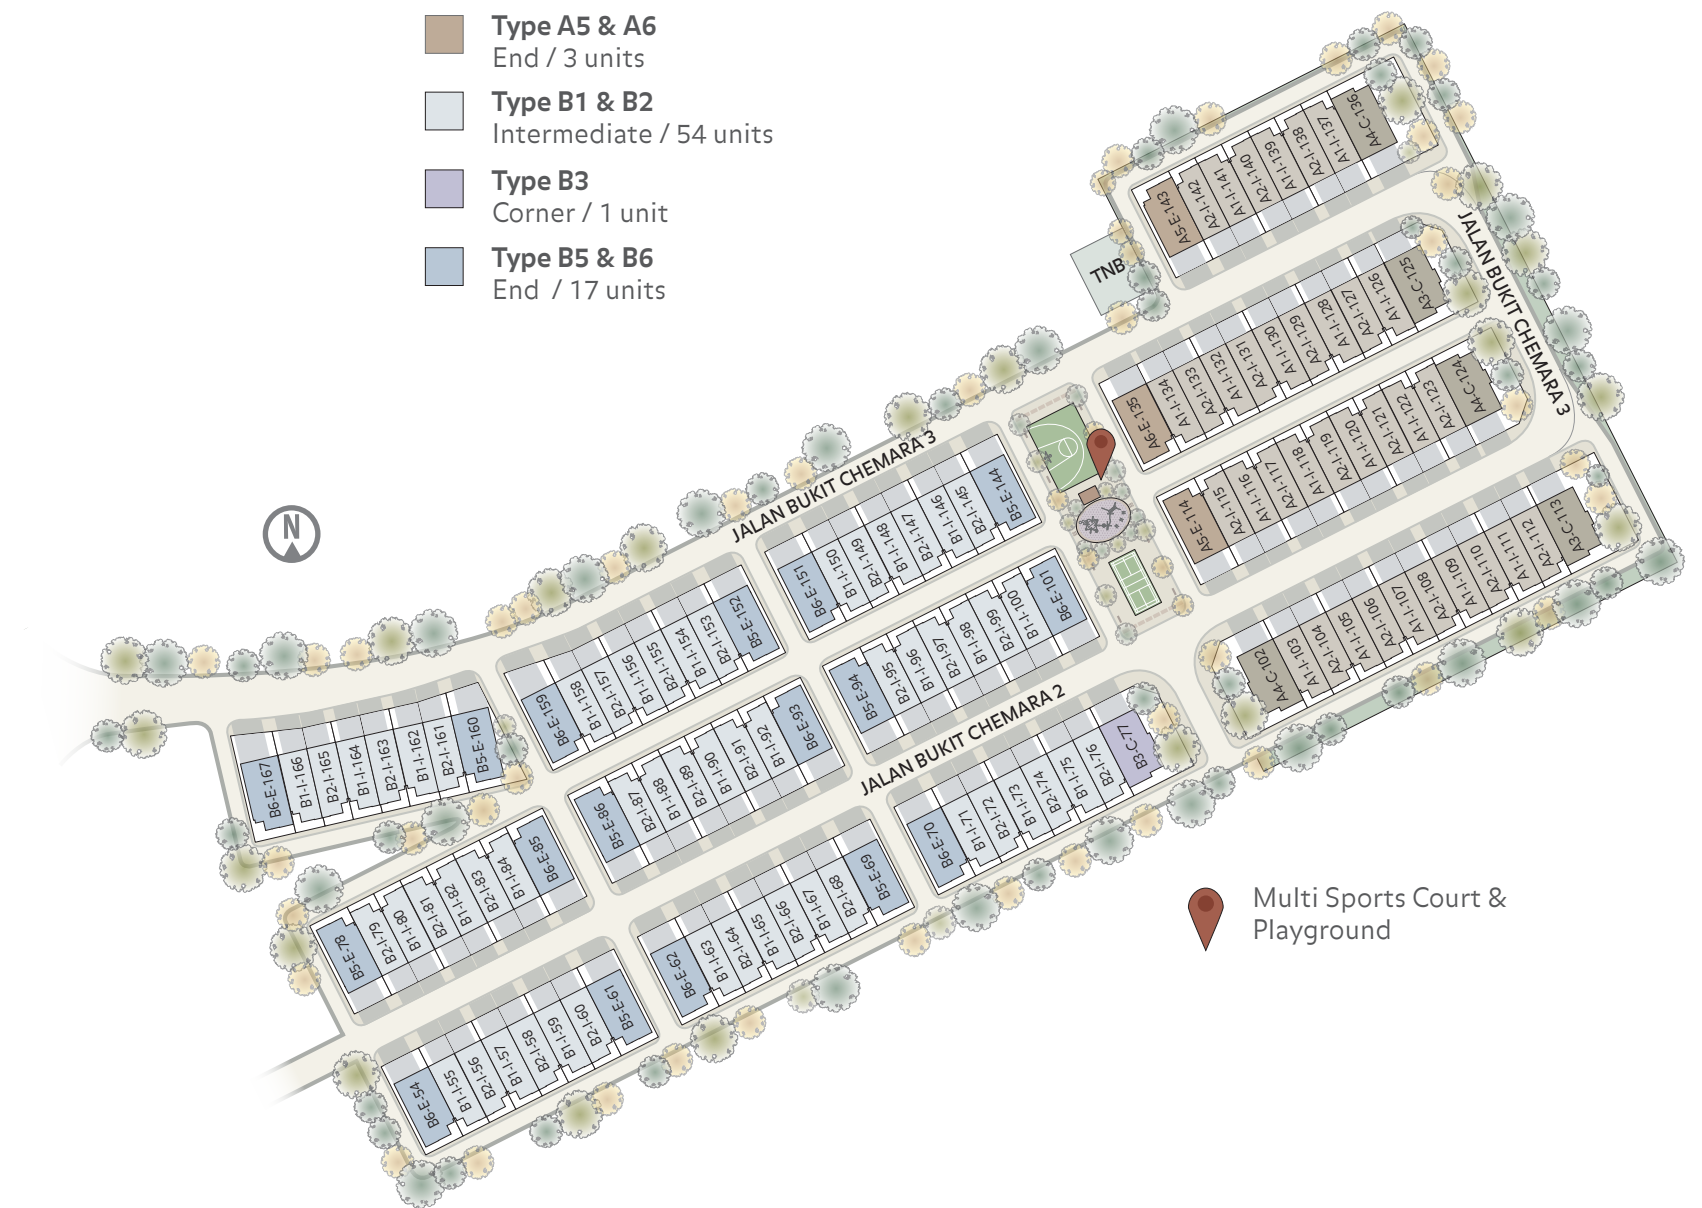 Type A5 & A6
End / 3 units
Type B1 & B2
Intermediate / 54 units
Type B3
Corner / 1 unit
Type B5 & B6
End / 17 units
A5-E-143
A2-I-142
A1-I-141
A2-I-140
A1-I-139
A2-I-138
A1-I-137
A4-C-136
JALAN BUKIT CHEMARA 3
TNB
A6-E-135
A1-I-134
A2-I-133
A1-I-132
A2-I-131
A1-I-130
A2-I-129
A1-I-128
A2-I-127
A1-I-126
A3-C-125
A5-E-114
A2-I-115
A1-I-116
A2-I-117
A1-I-118
A2-I-119
A1-I-120
A2-I-121
A1-I-122
A2-I-123
A4-C-124
A4-C-102
A1-I-103
A2-I-104
A1-I-105
A2-I-106
A1-I-107
A2-I-108
A1-I-109
A2-I-110
A1-I-111
A2-I-112
A3-C-113
JALAN BUKIT CHEMARA 3
B6-E-151
B1-I-150
B2-I-149
B1-I-148
B2-I-147
B1-I-146
B2-I-145
B5-E-144
N
B6-E-159
B1-I-158
B2-I-157
B1-I-156
B2-I-155
B1-I-154
B2-I-153
B5-E-152
B5-E-94
B2-I-95
B1-I-96
B2-I-97
B1-I-98
B2-I-99
B1-I-100
B6-E-101
JALAN BUKIT CHEMARA 2
B6-E-167
B1-I-166
B2-I-165
B1-I-164
B2-I-163
B1-I-162
B2-I-161
B5-E-160
B5-E-86
B2-I-87
B1-I-88
B2-I-89
B1-I-90
B2-I-91
B1-I-92
B6-E-93
B6-E-70
B1-I-71
B2-I-72
B1-I-73
B2-I-74
B1-I-75
B2-I-76
B3-C-77
B5-E-78
B2-I-79
B1-I-80
B2-I-81
B1-I-82
B2-I-83
B1-I-84
B6-E-85
B6-E-62
B1-I-63
B2-I-64
B1-I-65
B2-I-66
B1-I-67
B2-I-68
B5-E-69
B6-E-54
B1-I-55
B2-I-56
B1-I-57
B2-I-58
B1-I-59
B2-I-60
B5-E-61
Multi Sports Court &
Playground